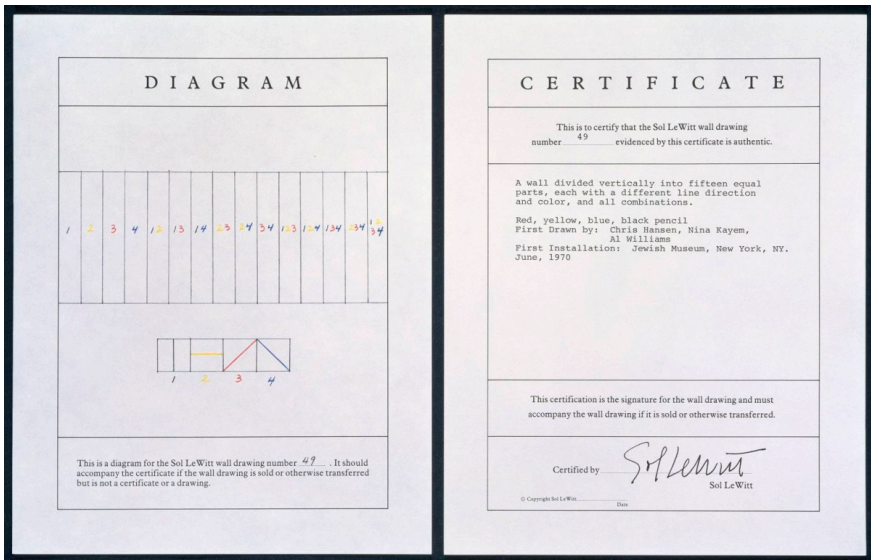 DIAGRAM
1 2 3 4 12 13 14 23 24 34 123 124 134 234 12
34
1 2 3 4
This is a diagram for the Sol LeWitt wall drawing number 49. It should
accompany the certificate if the wall drawing is sold or otherwise transferred
but is not a certificate or a drawing.
CERTIFICATE
This is to certify that the Sol LeWitt wall drawing
number 49 evidenced by this certificate is authentic.
A wall divided vertically into fifteen equal
parts, each with a different line direction
and color, and all combinations.
Red, yellow, blue, black pencil
First Drawn by: Chris Hansen, Nina Kayem,
Al Williams
First Installation: Jewish Museum, New York, NY.
June, 1970
This certification is the signature for the wall drawing and must
accompany the wall drawing if it is sold or otherwise transferred.
Certified by Sol LeWitt
Sol LeWitt
© Copyright Sol LeWitt
Date